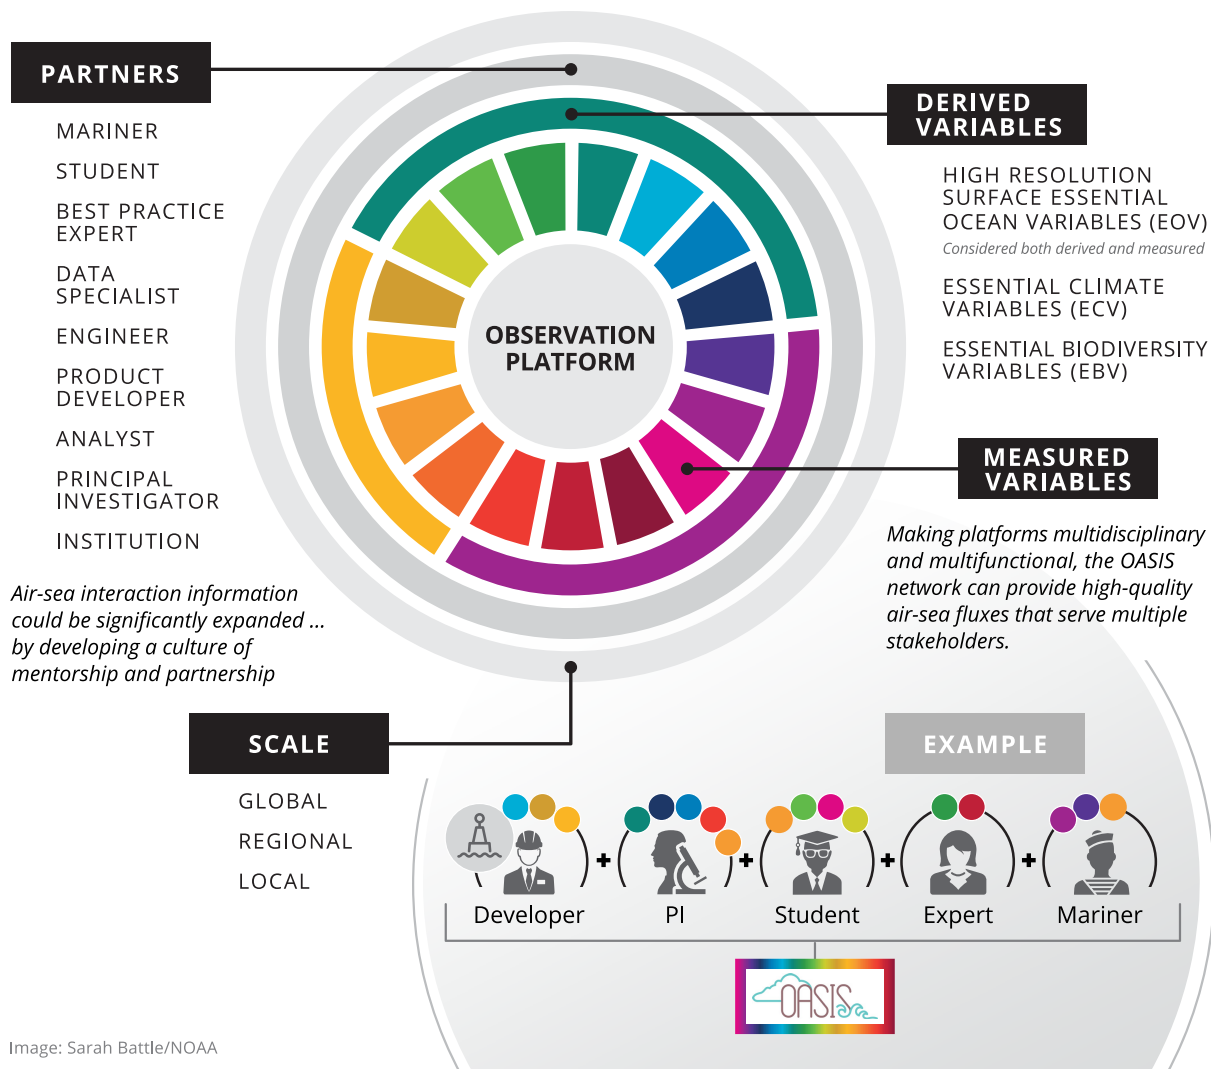 PARTNERS
MARINER
STUDENT
BEST PRACTICE
EXPERT
DATA
SPECIALIST
ENGINEER
PRODUCT
DEVELOPER
ANALYST
PRINCIPAL
INVESTIGATOR
INSTITUTION
Air-sea interaction information
could be significantly expanded ...
by developing a culture of
mentorship and partnership
OBSERVATION
PLATFORM
DERIVED
VARIABLES
HIGH RESOLUTION
SURFACE ESSENTIAL
OCEAN VARIABLES (EOV)
Considered both derived and measured
ESSENTIAL CLIMATE
VARIABLES (ECV)
ESSENTIAL BIODIVERSITY
VARIABLES (EBV)
MEASURED
VARIABLES
Making platforms multidisciplinary
and multifunctional, the OASIS
network can provide high-quality
air-sea fluxes that serve multiple
stakeholders.
SCALE
GLOBAL
REGIONAL
LOCAL
EXAMPLE
+ + + +
Developer PI Student Expert Mariner
OASIS
Image: Sarah Battle/NOAA